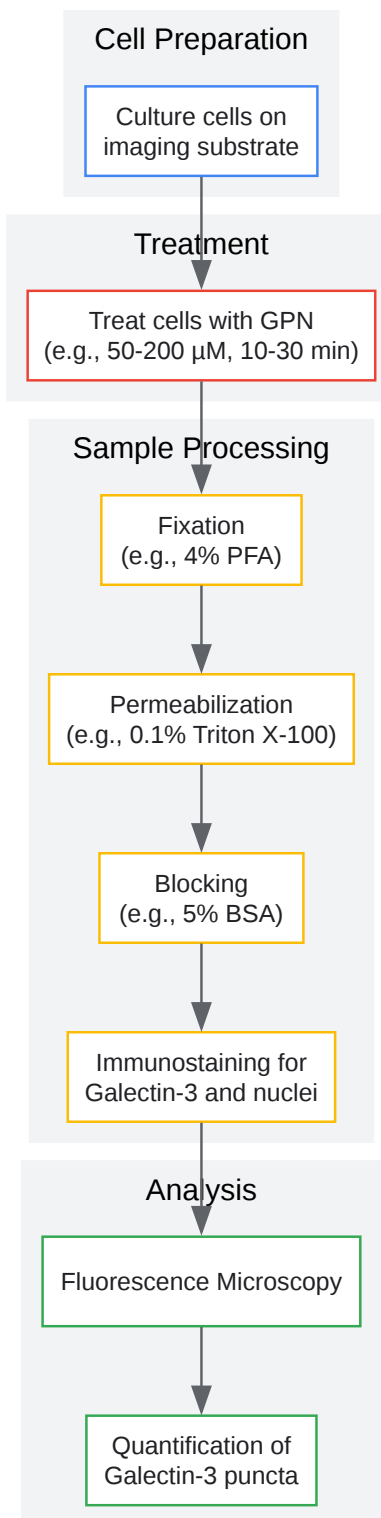 Cell Preparation
Culture cells on
imaging substrate
Treatment
Treat cells with GPN
(e.g., 50-200 µM, 10-30 min)
Sample Processing
Fixation
(e.g., 4% PFA)
Permeabilization
(e.g., 0.1% Triton X-100)
Blocking
(e.g., 5% BSA)
Immunostaining for
Galectin-3 and nuclei
Analysis
Fluorescence Microscopy
Quantification of
Galectin-3 puncta